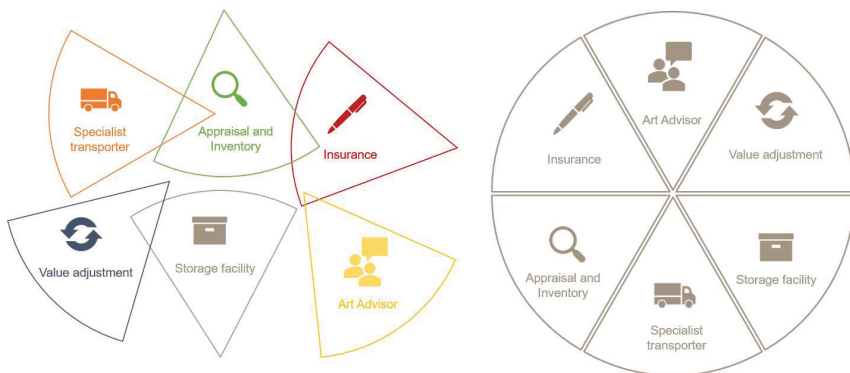 Specialist
transporter
Appraisal and
Inventory
Insurance
Value adjustment
Storage facility
Art Advisor
Art Advisor
Insurance
Value adjustment
Appraisal and
Inventory
Storage facility
Specialist
transporter